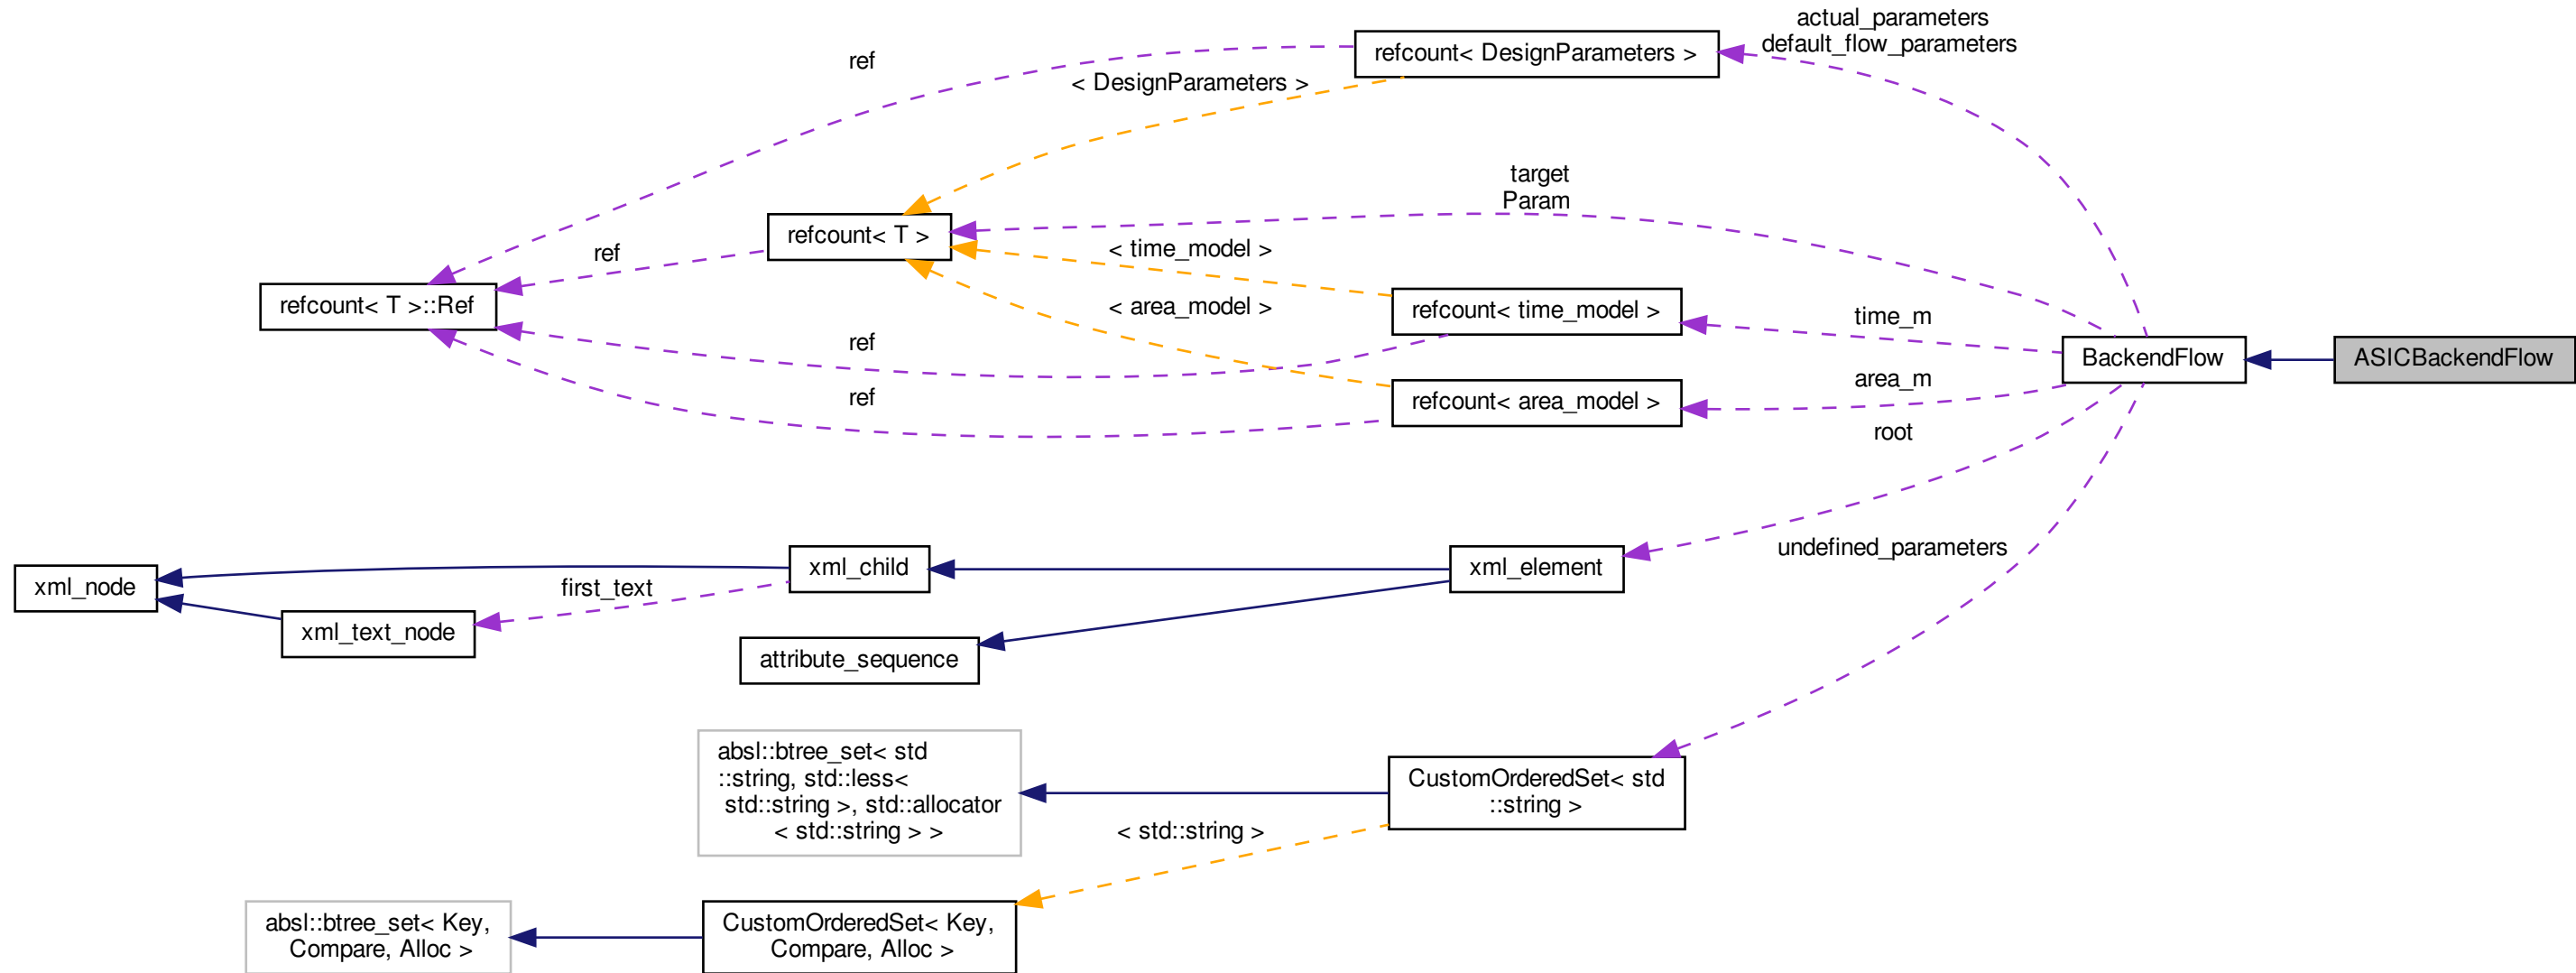 actual_parameters
default_flow_parameters
refcount< DesignParameters >
ref
< DesignParameters >
target
Param
refcount< T >
ref
< time_model >
refcount< T >::Ref
< area_model >
refcount< time_model >
time_m
ref
BackendFlow
ASICBackendFlow
area_m
ref
refcount< area_model >
root
undefined_parameters
xml_node
first_text
xml_child
xml_element
xml_text_node
attribute_sequence
absl::btree_set< std
::string, std::less<
std::string >, std::allocator
< std::string > >
CustomOrderedSet< std
::string >
< std::string >
absl::btree_set< Key,
Compare, Alloc >
CustomOrderedSet< Key,
Compare, Alloc >